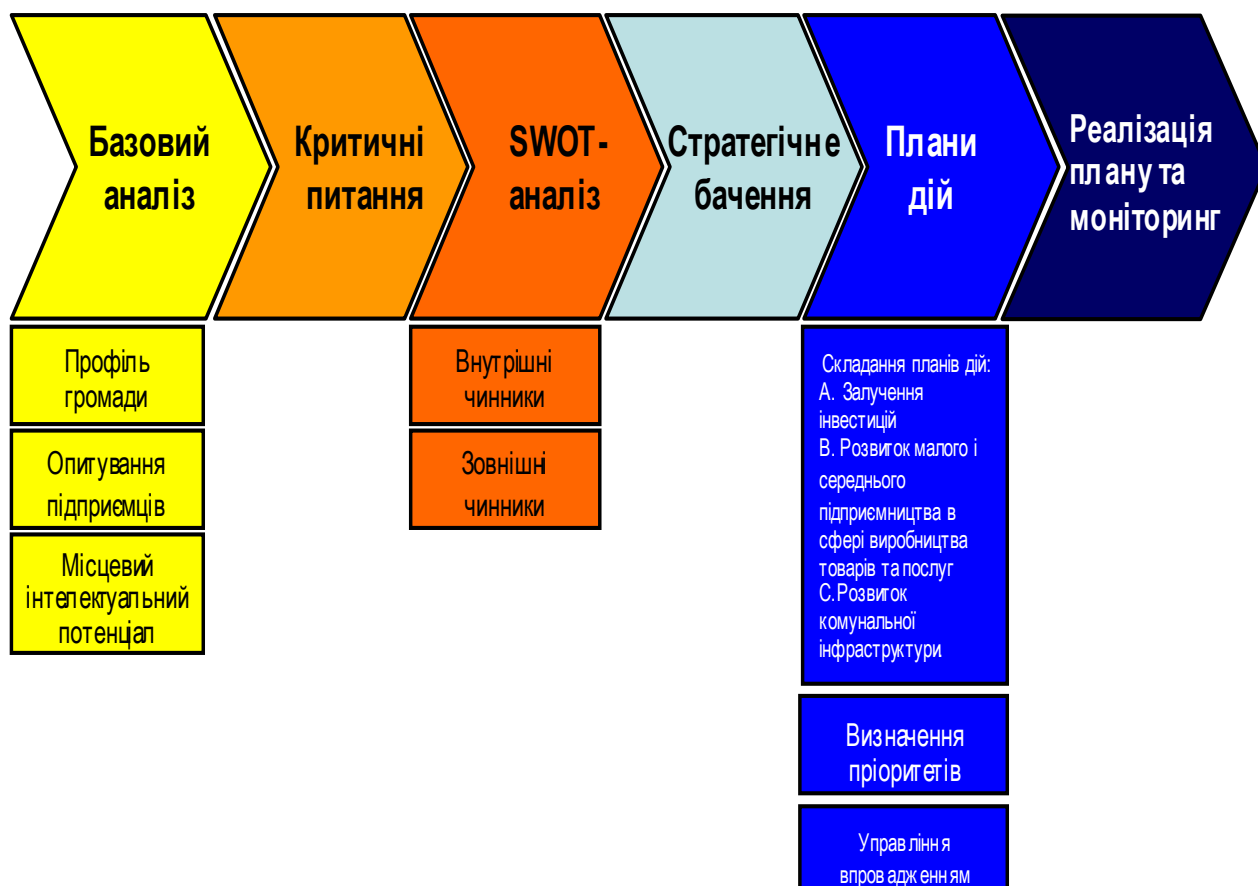 Базовий
аналіз
Критичні
питання
SWOT-
аналіз
Стратегічне
бачення
Плани
дій
Реалізація
плану та
моніторинг
Профіль
громади
Опитування
підприємців
Місцевий
інтелектуальний
потенціал
Внутрішні
чинники
Зовнішні
чинники
Складання планів дій:
А. Залучення
інвестицій
В. Розвиток малого і
середнього
підприємництва в
сфері виробництва
товарів та послуг
С.Розвиток
комунальної
інфраструктури.
Визначення
пріоритетів
Управління
впровадженням